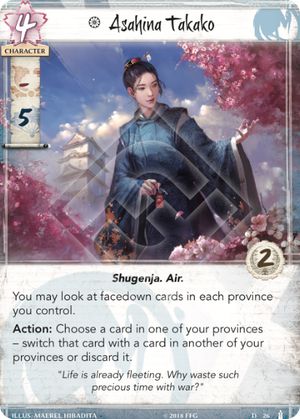 4
Asahina Takako
CHARACTER
-
5
2
Shugenja. Air.
You may look at facedown cards in each province
you control.
Action: Choose a card in one of your provinces
– switch that card with a card in another of your
provinces or discard it.
"Life is already fleeting. Why waste such
precious time with war?"
ILLUS-MAEREL HIBADITA ©2018 FFG D 26